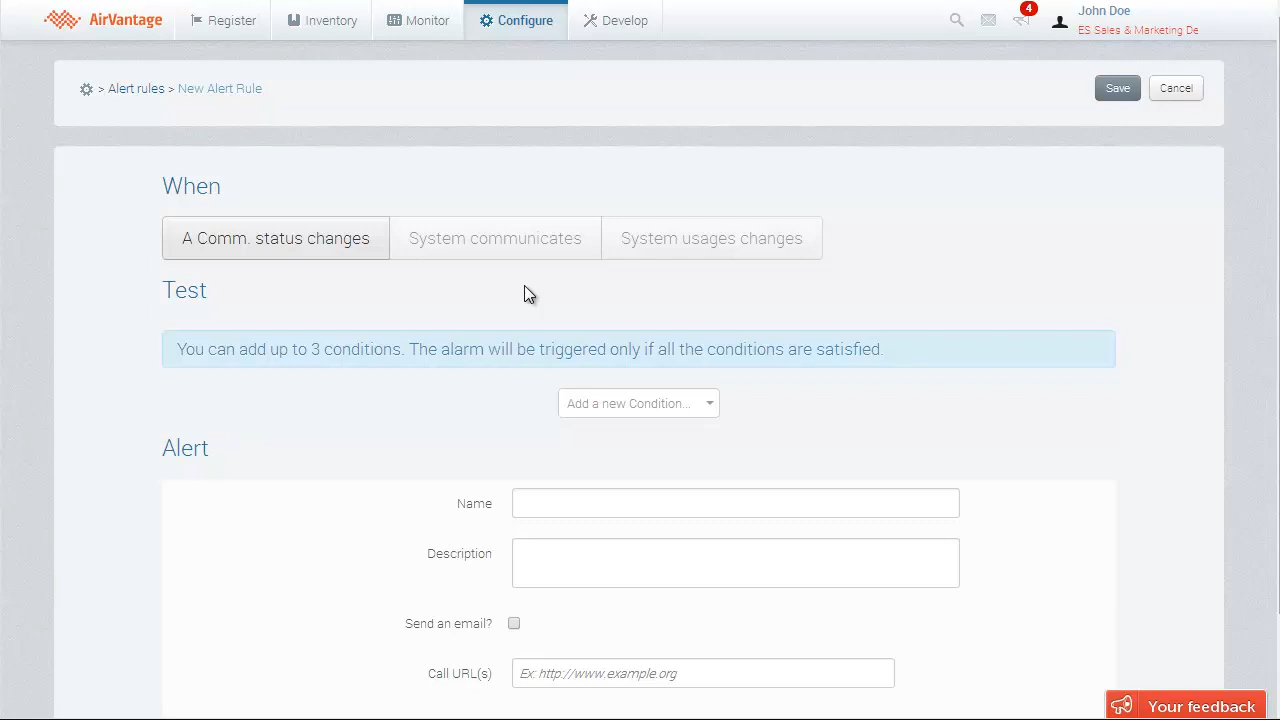 AirVantage Register Inventory Monitor Configure Develop 4 John Doe
ES Sales & Marketing De
> Alert rules > New Alert Rule Save Cancel
When
A Comm. status changes System communicates System usages changes
Test
You can add up to 3 conditions. The alarm will be triggered only if all the conditions are satisfied.
Add a new Condition...
Alert
Name
Description
Send an email?
Call URL(s) Ex: http://www.example.org
Your feedback